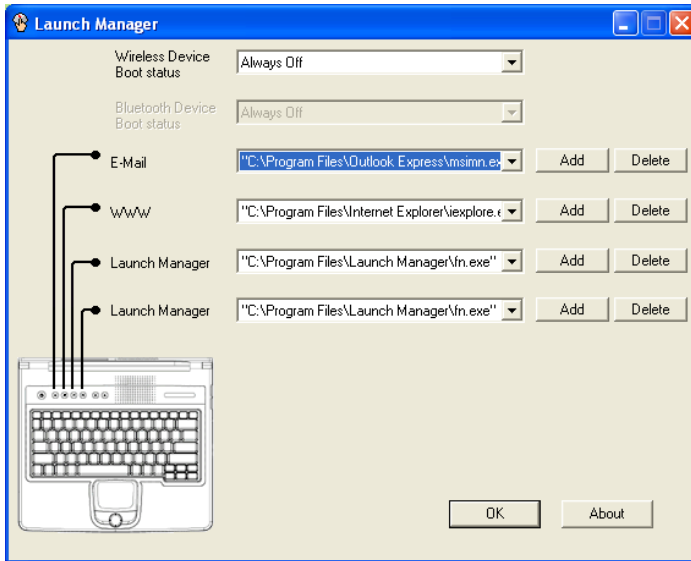 Launch Manager
Wireless Device
Boot status
Always Off
Bluetooth Device
Boot status
Always Off
E-Mail
"C:\Program Files\Outlook Express\msimn.ex
Add
Delete
WWW
"C:\Program Files\Internet Explorer\iexplore.e
Add
Delete
Launch Manager
"C:\Program Files\Launch Manager\fn.exe"
Add
Delete
Launch Manager
"C:\Program Files\Launch Manager\fn.exe"
Add
Delete
OK
About